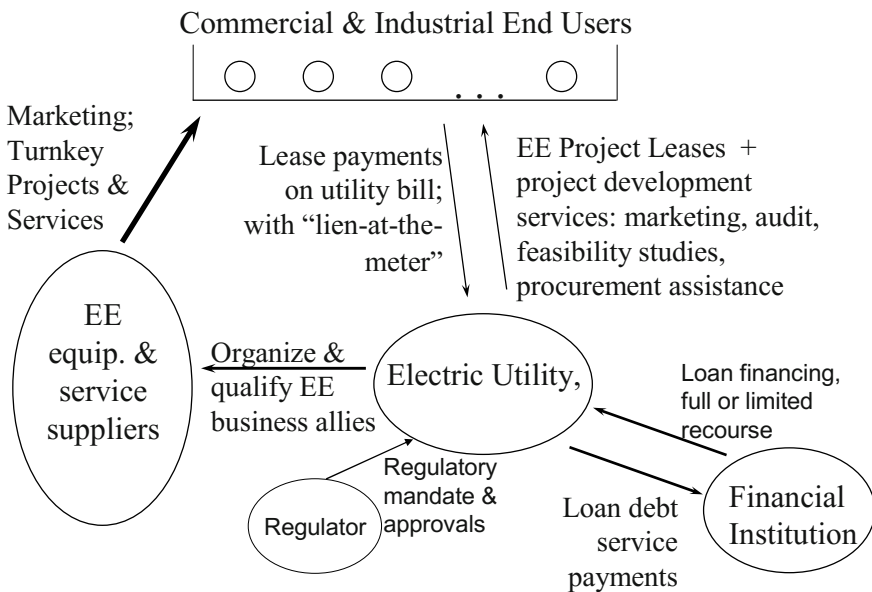 Commercial & Industrial End Users
. . .
Marketing;
Turnkey
Projects &
Services
Lease payments
on utility bill;
with “lien-at-the-
meter”
EE Project Leases +
project development
services: marketing, audit,
feasibility studies,
procurement assistance
EE
equip. &
service
suppliers
Organize &
qualify EE
business allies
Electric Utility,
Loan financing,
full or limited
recourse
Regulator
Regulatory
mandate &
approvals
Loan debt
service
payments
Financial
Institution